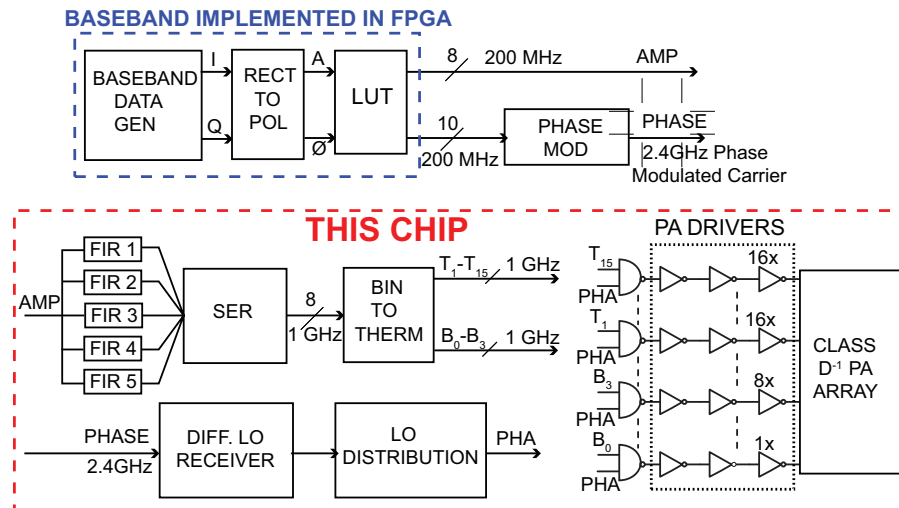 BASEBAND IMPLEMENTED IN FPGA
BASEBAND
DATA
GEN
I
Q
RECT
TO
POL
A
Ø
LUT
8 200 MHz
10
200 MHz
AMP
PHASE
MOD
PHASE
2.4GHz Phase
Modulated Carrier
THIS CHIP
AMP
FIR 1
FIR 2
FIR 3
FIR 4
FIR 5
SER
8
1 GHz
BIN
TO
THERM
T1-T15 1 GHz
B0-B3 1 GHz
PHASE
2.4GHz
DIFF. LO
RECEIVER
LO
DISTRIBUTION
PHA
PA DRIVERS
T15
PHA
16x
T1
PHA
16x
B3
PHA
8x
B0
PHA
1x
CLASS
D-1 PA
ARRAY